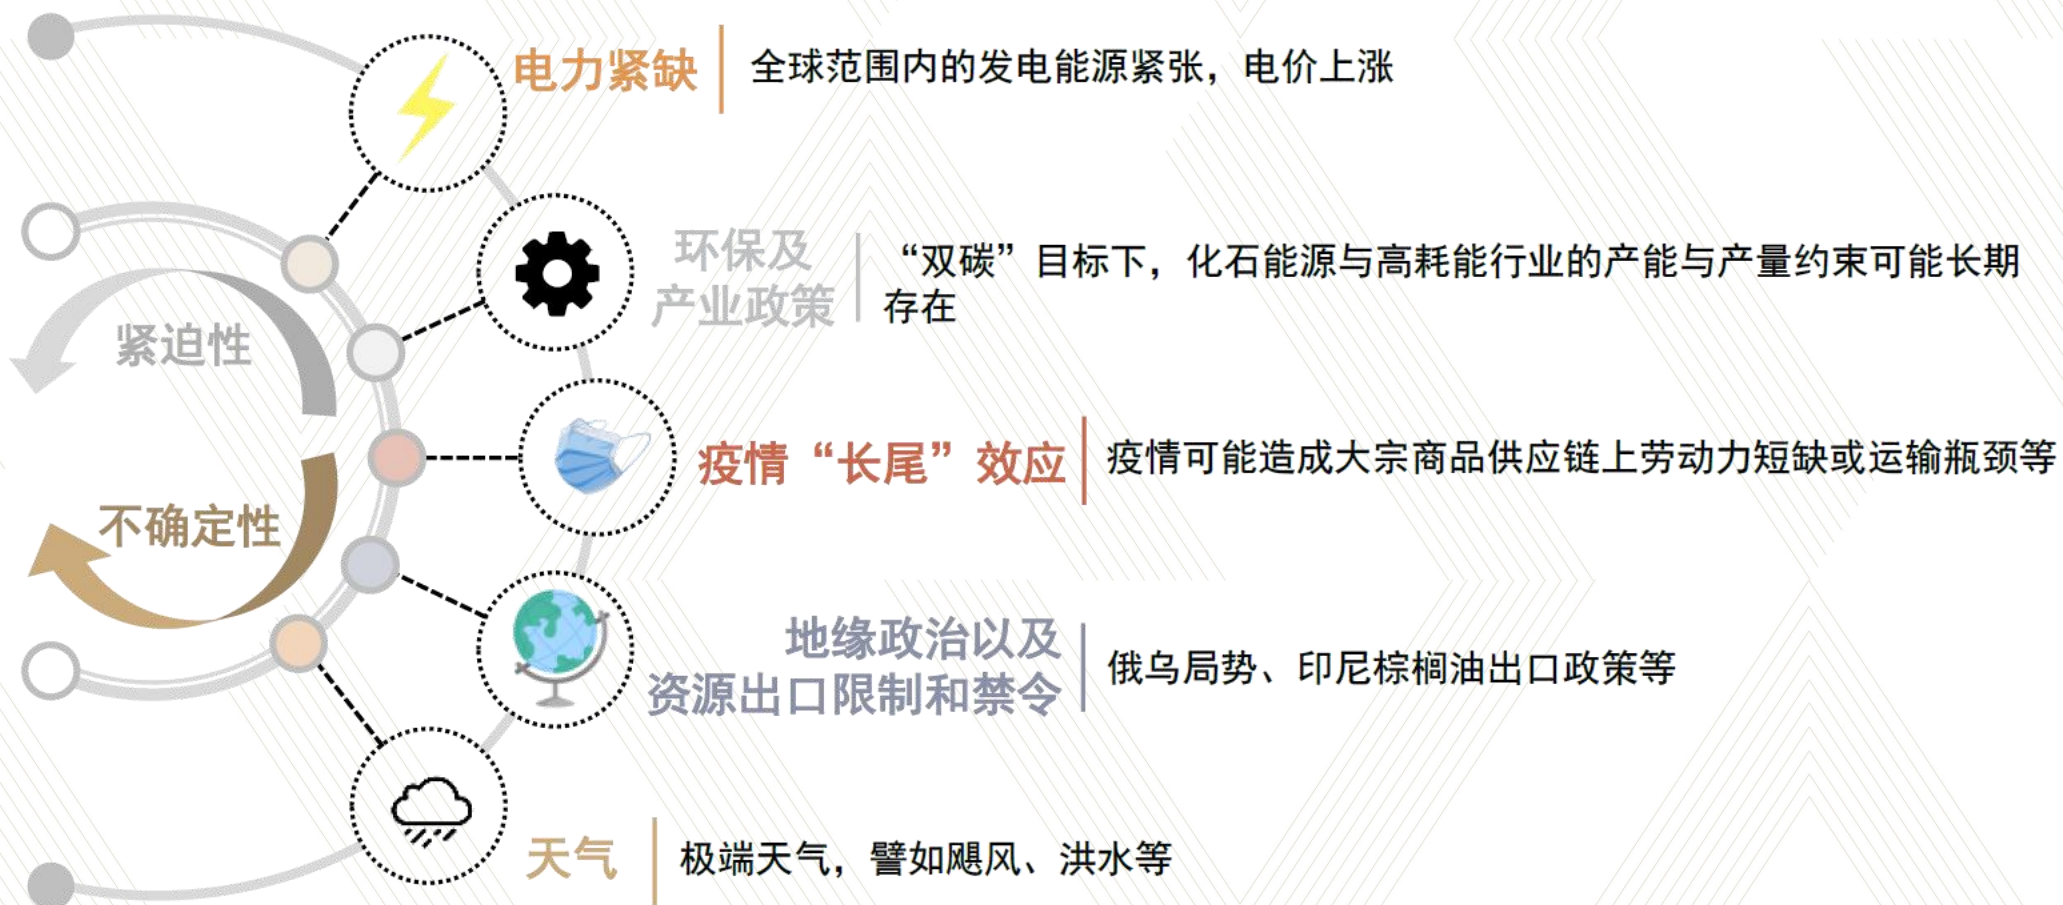 电力紧缺
全球范围内的发电能源紧张，电价上涨
环保及
产业政策
“双碳”目标下，化石能源与高耗能行业的产能与产量约束可能长期
存在
紧迫性
疫情“长尾”效应
疫情可能造成大宗商品供应链上劳动力短缺或运输瓶颈等
不确定性
地缘政治以及
资源出口限制和禁令
俄乌局势、印尼棕榈油出口政策等
天气
极端天气，譬如飓风、洪水等